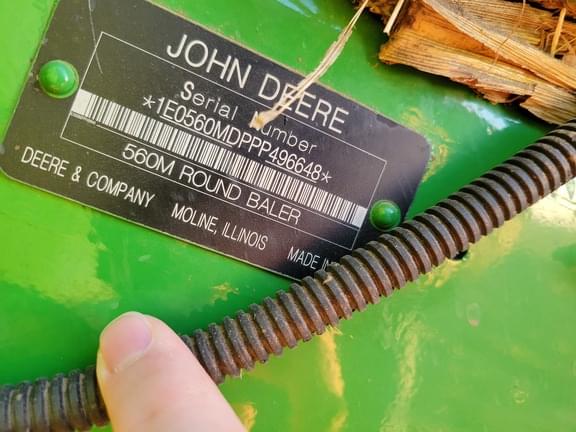 JOHN DEERE
Serial Number
*1E0560MDPPP496648*
560M ROUND BALER
DEERE & COMPANY MOLINE, ILLINOIS MADE IN